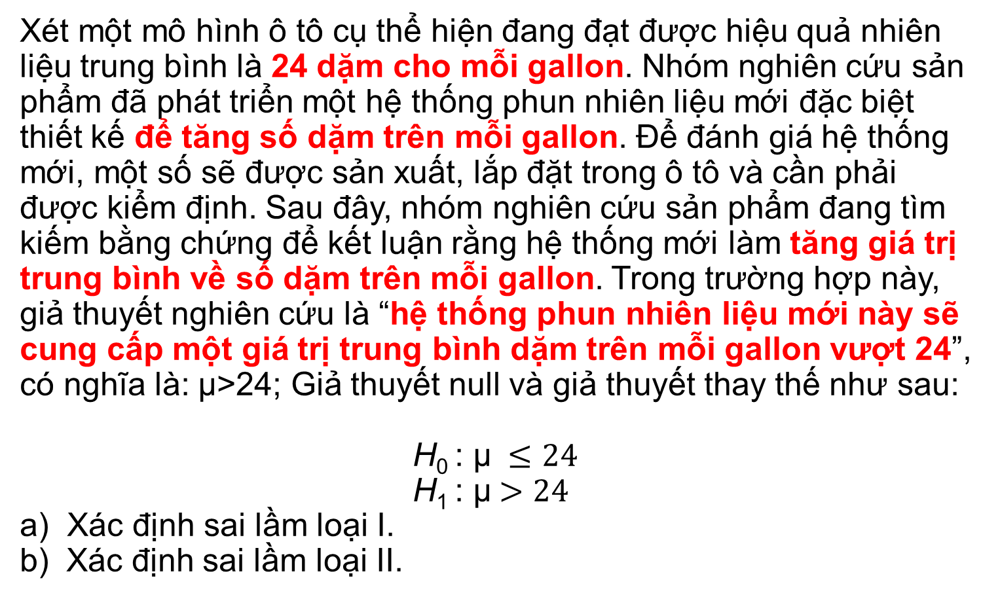 Xét một mô hình ô tô cụ thể hiện đang đạt được hiệu quả nhiên
liệu trung bình là 24 dặm cho mỗi gallon. Nhóm nghiên cứu sản
phẩm đã phát triển một hệ thống phun nhiên liệu mới đặc biệt
thiết kế để tăng số dặm trên mỗi gallon. Để đánh giá hệ thống
mới, một số sẽ được sản xuất, lắp đặt trong ô tô và cần phải
được kiểm định. Sau đây, nhóm nghiên cứu sản phẩm đang tìm
kiếm bằng chứng để kết luận rằng hệ thống mới làm tăng giá trị
trung bình về số dặm trên mỗi gallon. Trong trường hợp này,
giả thuyết nghiên cứu là “hệ thống phun nhiên liệu mới này sẽ
cung cấp một giá trị trung bình dặm trên mỗi gallon vượt 24”,
có nghĩa là: µ>24; Giả thuyết null và giả thuyết thay thế như sau:
H₀ : µ ≤ 24
H₁ : µ > 24
a) Xác định sai lầm loại I.
b) Xác định sai lầm loại II.